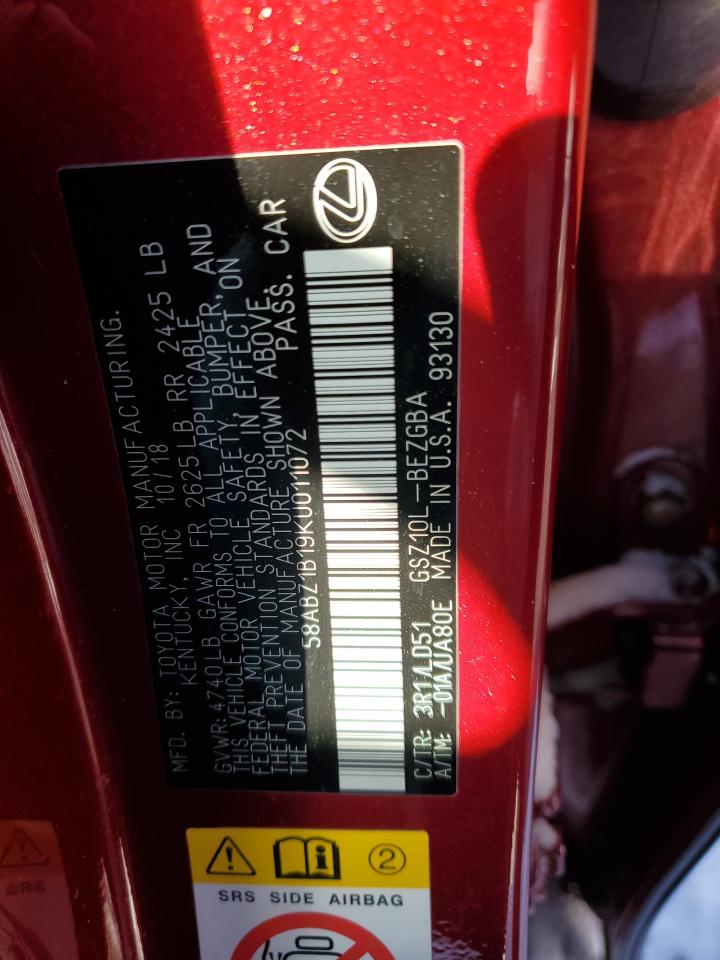 MFD. BY: TOYOTA MOTOR MANUFACTURING.
KENTUCKY, INC 10/18
GVWR: 4740LB GAWR FR 2625LB RR 2425 LB
THIS VEHICLE CONFORMS TO ALL APPLICABLE
FEDERAL MOTOR VEHICLE SAFETY, BUMPER, AND
THEFT PREVENTION STANDARDS IN EFFECT ON
THE DATE OF MANUFACTURE SHOWN ABOVE.
58ABZ1B19KU011072 PASS. CAR
C/TR: 3R1/LD51 GSZ10L-BEZGBA
A/TM: -01A/UA80E MADE IN U.S.A. 93130
2
SRS SIDE AIRBAG